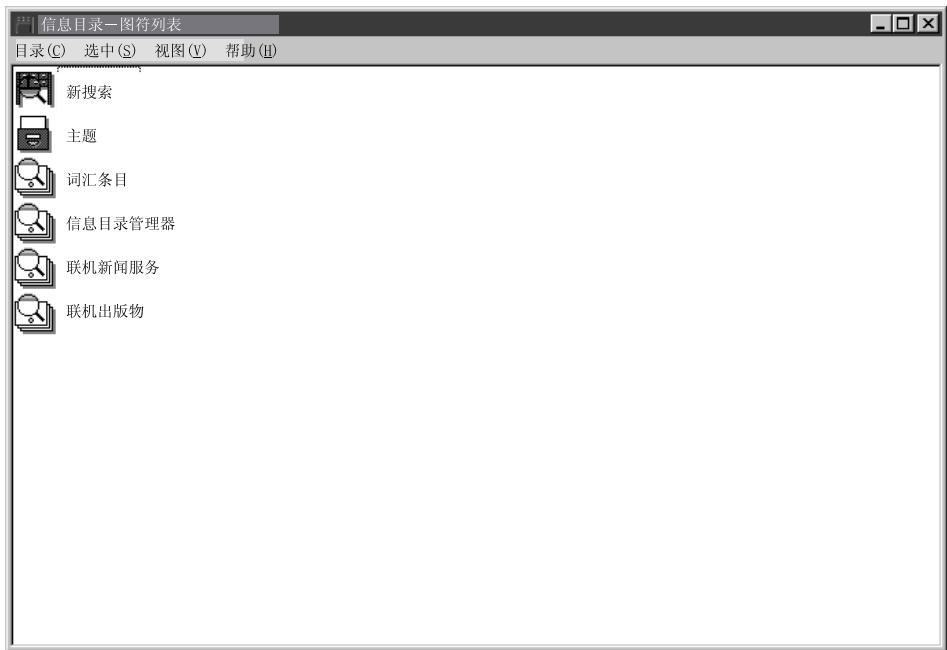 信息目录－图符列表
目录(C) 选中(S) 视图(V) 帮助(H)
新搜索
主题
词汇条目
信息目录管理器
联机新闻服务
联机出版物